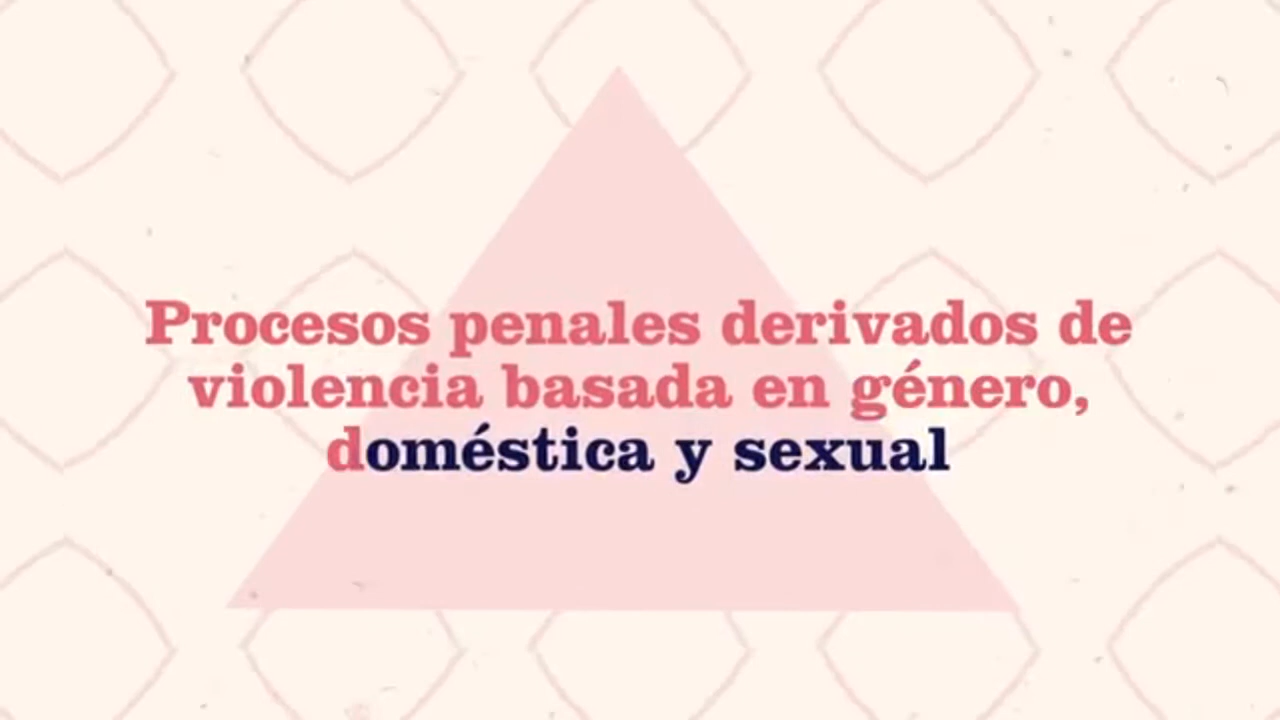 Procesos penales derivados de
violencia basada en género,
doméstica y sexual